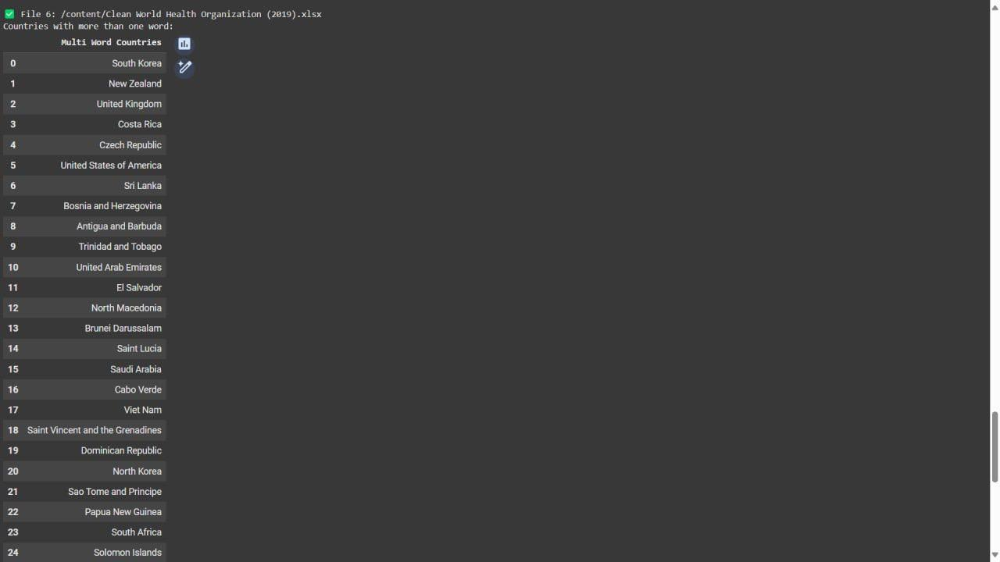 ✅ File 6: /content/Clean World Health Organization (2019).xlsx
Countries with more than one word:
Multi Word Countries
0 South Korea
1 New Zealand
2 United Kingdom
3 Costa Rica
4 Czech Republic
5 United States of America
6 Sri Lanka
7 Bosnia and Herzegovina
8 Antigua and Barbuda
9 Trinidad and Tobago
10 United Arab Emirates
11 El Salvador
12 North Macedonia
13 Brunei Darussalam
14 Saint Lucia
15 Saudi Arabia
16 Cabo Verde
17 Viet Nam
18 Saint Vincent and the Grenadines
19 Dominican Republic
20 North Korea
21 Sao Tome and Principe
22 Papua New Guinea
23 South Africa
24 Solomon Islands